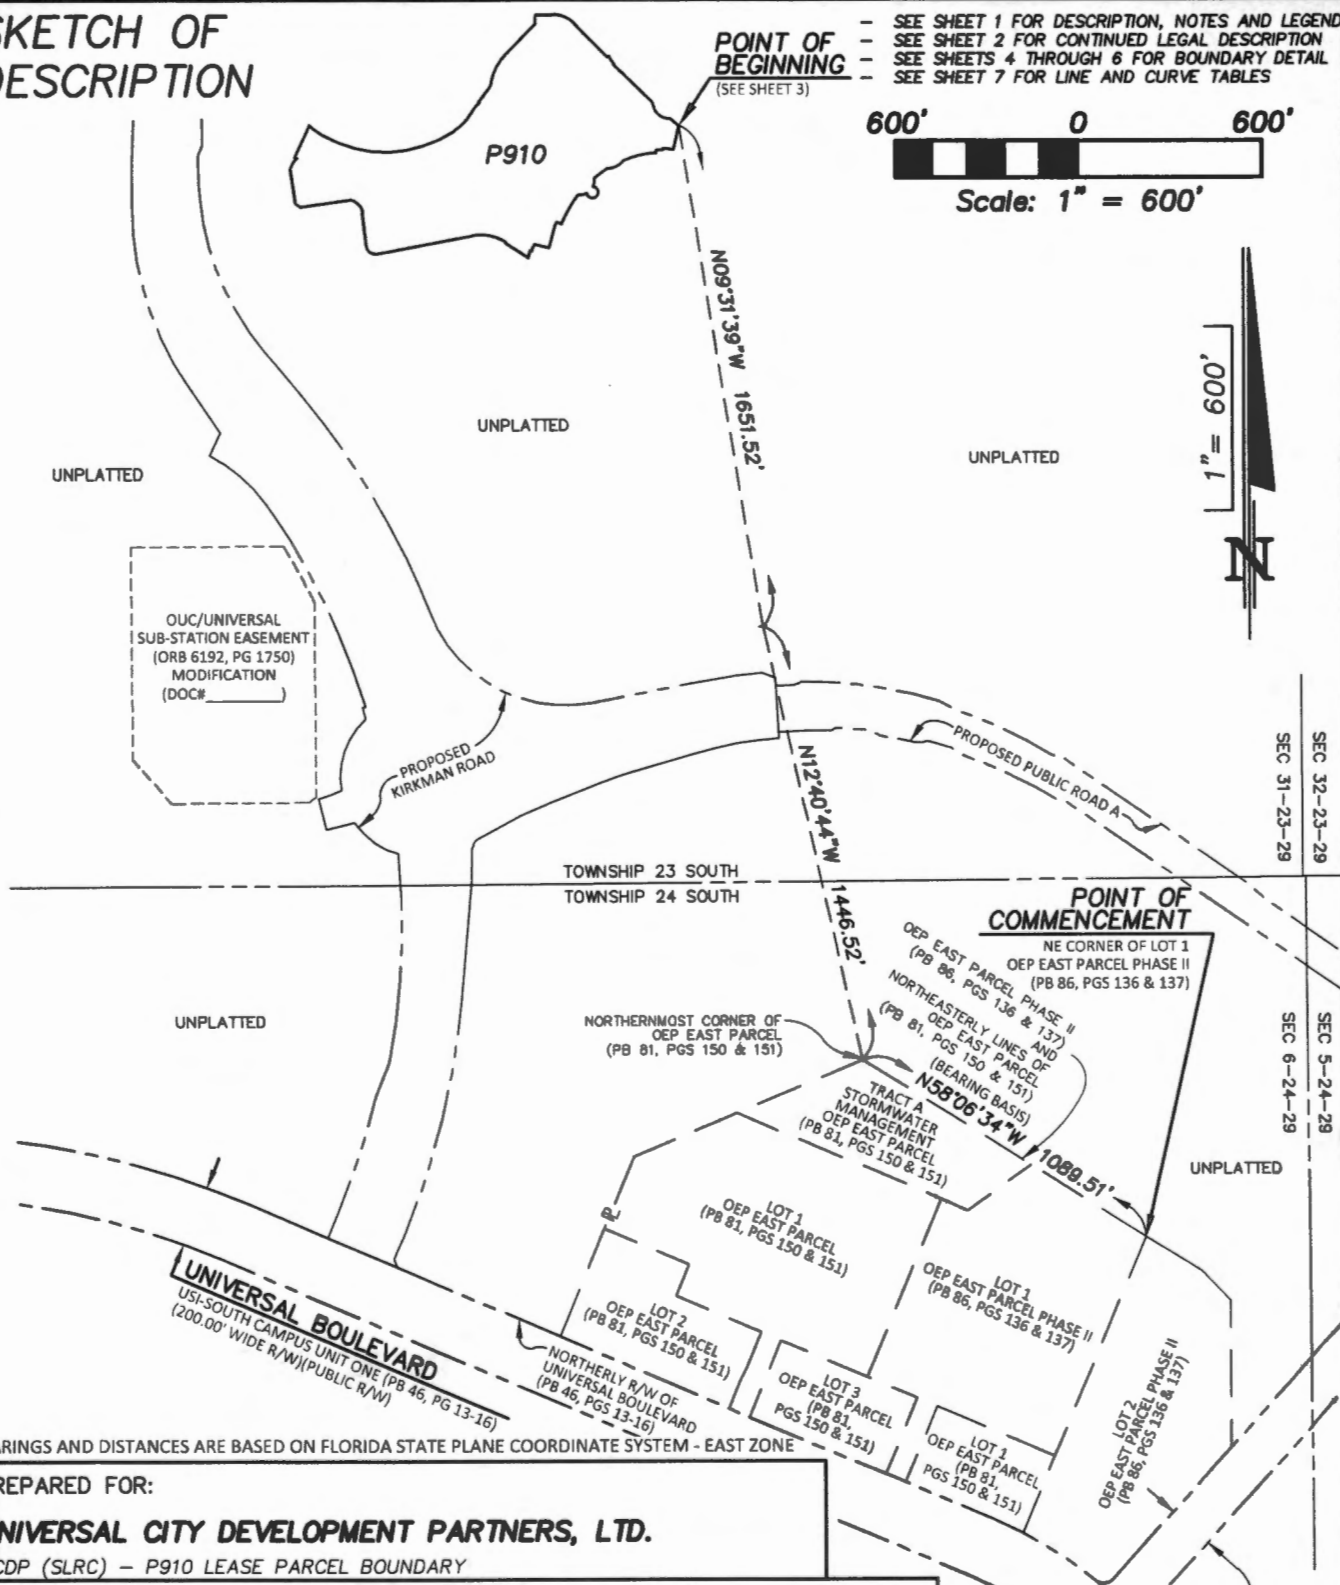 SKETCH OF
DESCRIPTION
POINT OF
BEGINNING
(SEE SHEET 3)
- SEE SHEET 1 FOR DESCRIPTION, NOTES AND LEGEND
- SEE SHEET 2 FOR CONTINUED LEGAL DESCRIPTION
- SEE SHEETS 4 THROUGH 6 FOR BOUNDARY DETAIL
- SEE SHEET 7 FOR LINE AND CURVE TABLES
600' 0 600'
Scale: 1" = 600'
P910
N09°31'39"W 1651.52'
1" = 600'
N
UNPLATTED
UNPLATTED
UNPLATTED
OUC/UNIVERSAL
SUB-STATION EASEMENT
(ORB 6192, PG 1750)
MODIFICATION
(DOC#________)
PROPOSED
KIRKMAN ROAD
PROPOSED PUBLIC ROAD A
N12°40'44"W 1446.52'
SEC 31-23-29
SEC 32-23-29
TOWNSHIP 23 SOUTH
TOWNSHIP 24 SOUTH
POINT OF
COMMENCEMENT
NE CORNER OF LOT 1
OEP EAST PARCEL PHASE II
(PB 86, PGS 136 & 137)
OEP EAST PARCEL PHASE II
(PB 86, PGS 136 & 137)
AND
NORTHEASTERLY LINES OF
OEP EAST PARCEL
(PB 81, PGS 150 & 151)
(BEARING BASIS)
N58°06'34"W 1089.51'
UNPLATTED
NORTHERNMOST CORNER OF
OEP EAST PARCEL
(PB 81, PGS 150 & 151)
SEC 6-24-29
SEC 5-24-29
UNPLATTED
TRACT A
STORMWATER
MANAGEMENT
OEP EAST PARCEL
(PB 81, PGS 150 & 151)
LOT 1
OEP EAST PARCEL
(PB 81, PGS 150 & 151)
LOT 1
OEP EAST PARCEL PHASE II
(PB 86, PGS 136 & 137)
LOT 2
OEP EAST PARCEL
(PB 81, PGS 150 & 151)
LOT 3
OEP EAST PARCEL
(PB 81,
PGS 150 & 151)
LOT 1
OEP EAST PARCEL
(PB 81,
PGS 150 & 151)
LOT 2
OEP EAST PARCEL PHASE II
(PB 86, PGS 136 & 137)
UNIVERSAL BOULEVARD
USI-SOUTH CAMPUS UNIT ONE (PB 46, PG 13-16)
(200.00' WIDE R/W)(PUBLIC R/W)
NORTHERLY R/W OF
UNIVERSAL BOULEVARD
(PB 46, PGS 13-16)
ARINGS AND DISTANCES ARE BASED ON FLORIDA STATE PLANE COORDINATE SYSTEM - EAST ZONE
REPARED FOR:
NIVERSAL CITY DEVELOPMENT PARTNERS, LTD.
CDP (SLRC) - P910 LEASE PARCEL BOUNDARY